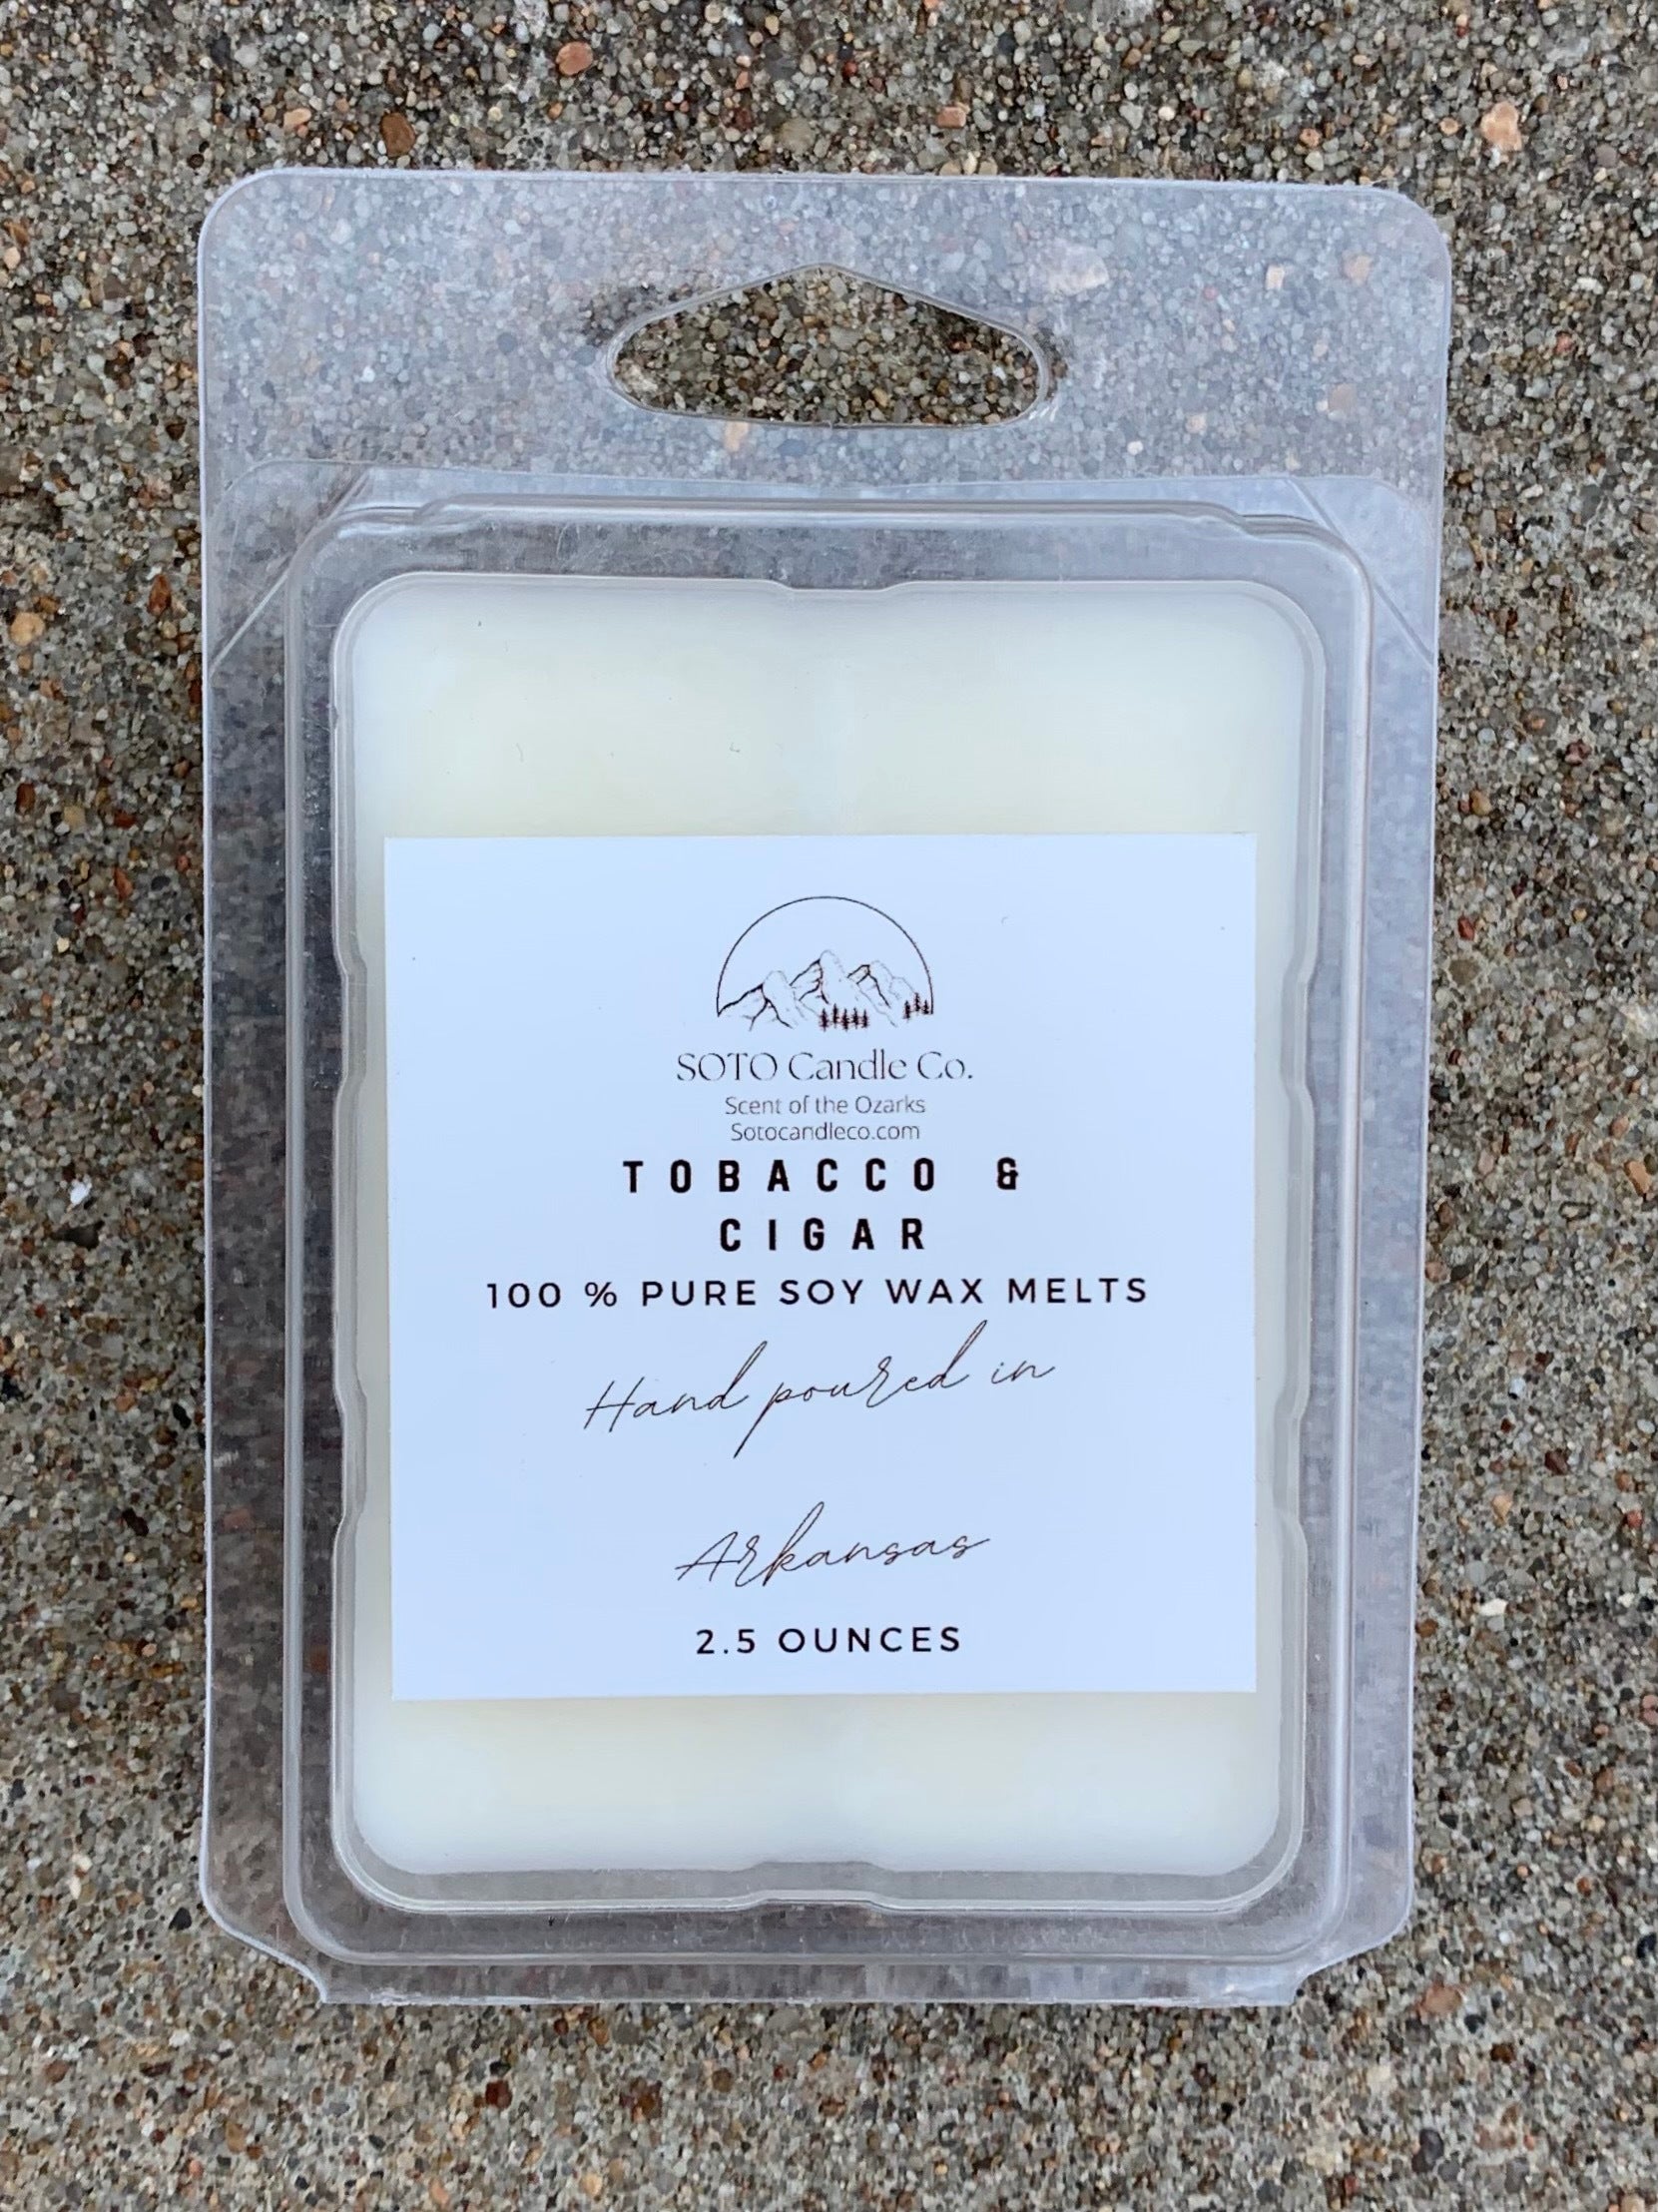 SOTO Candle Co.
Scent of the Ozarks
Sotocandleco.com
TOBACCO &
CIGAR
100 % PURE SOY WAX MELTS
Hand poured in
Arkansas
2.5 OUNCES